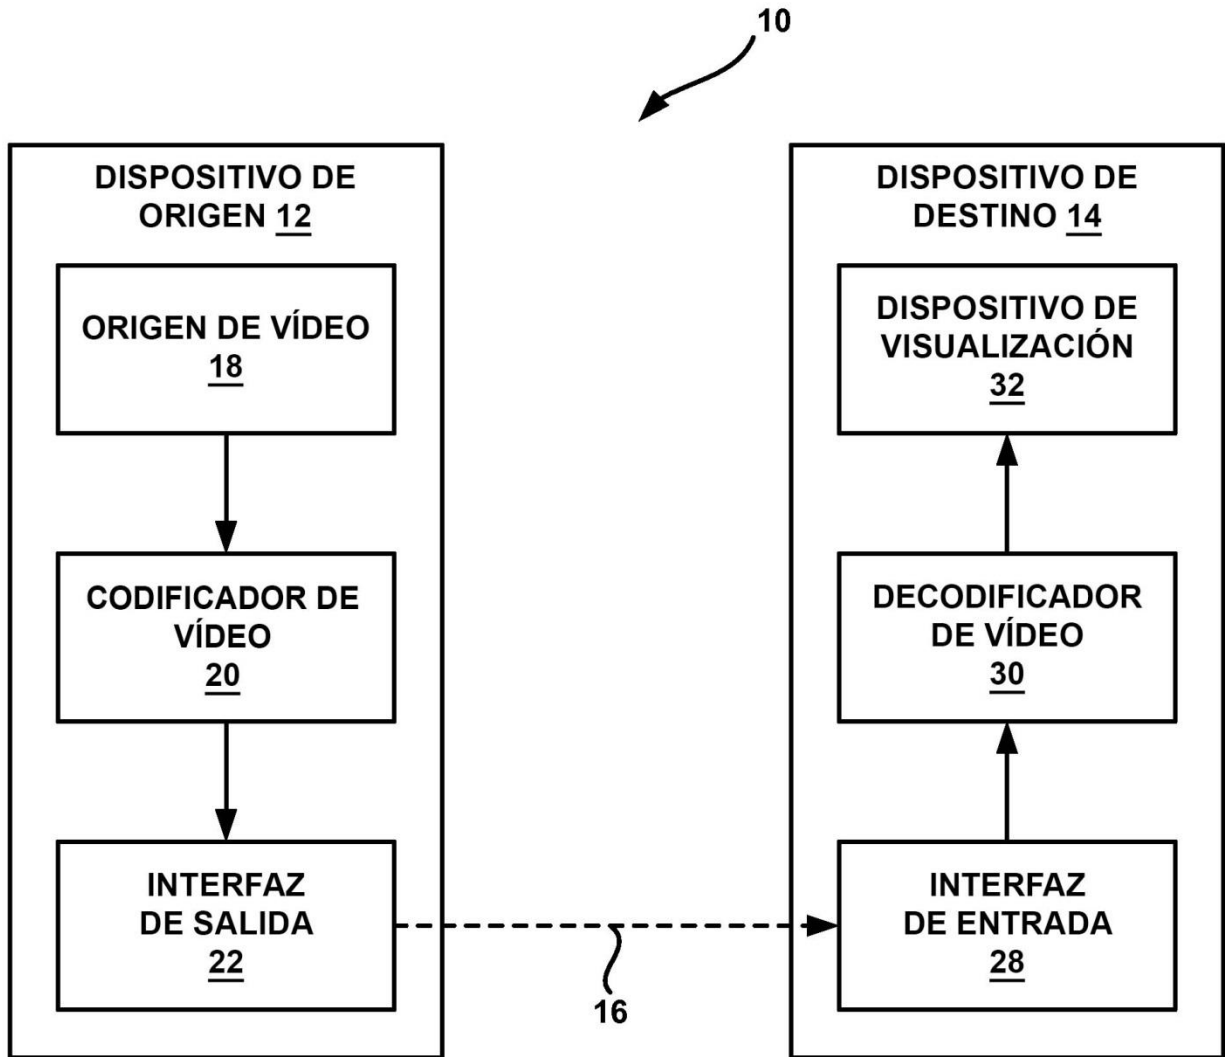 10
DISPOSITIVO DE
ORIGEN 12
ORIGEN DE VÍDEO
18
CODIFICADOR DE
VÍDEO
20
INTERFAZ
DE SALIDA
22
16
DISPOSITIVO DE
DESTINO 14
DISPOSITIVO DE
VISUALIZACIÓN
32
DECODIFICADOR
DE VÍDEO
30
INTERFAZ
DE ENTRADA
28